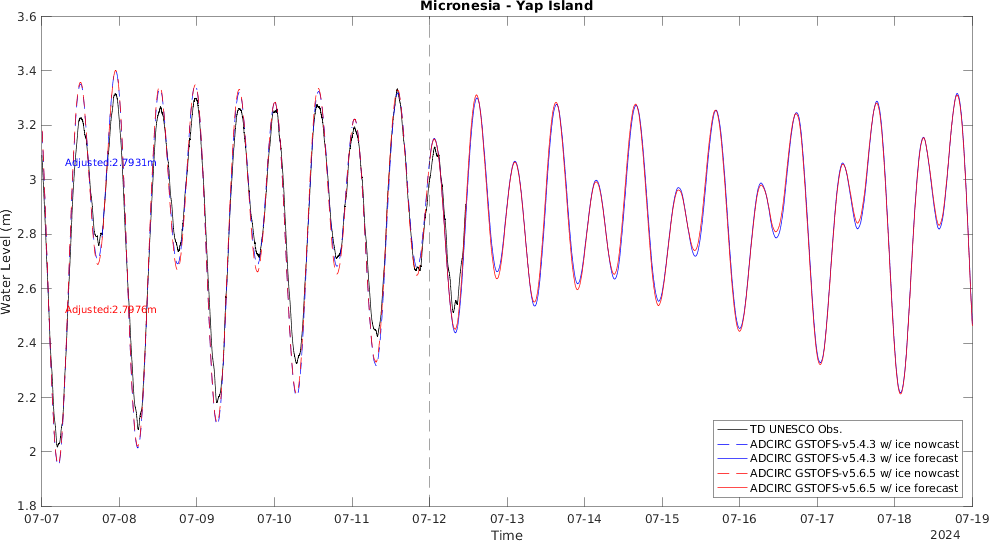 Micronesia - Yap Island
3.6
3.4
3.2
3
2.8
2.6
2.4
2.2
2
1.8
Water Level (m)
Adjusted:2.7931m
Adjusted:2.7976m
TD UNESCO Obs.
ADCIRC GSTOFS-v5.4.3 w/ ice nowcast
ADCIRC GSTOFS-v5.4.3 w/ ice forecast
ADCIRC GSTOFS-v5.6.5 w/ ice nowcast
ADCIRC GSTOFS-v5.6.5 w/ ice forecast
07-07 07-08 07-09 07-10 07-11 07-12 07-13 07-14 07-15 07-16 07-17 07-18 07-19
Time
2024